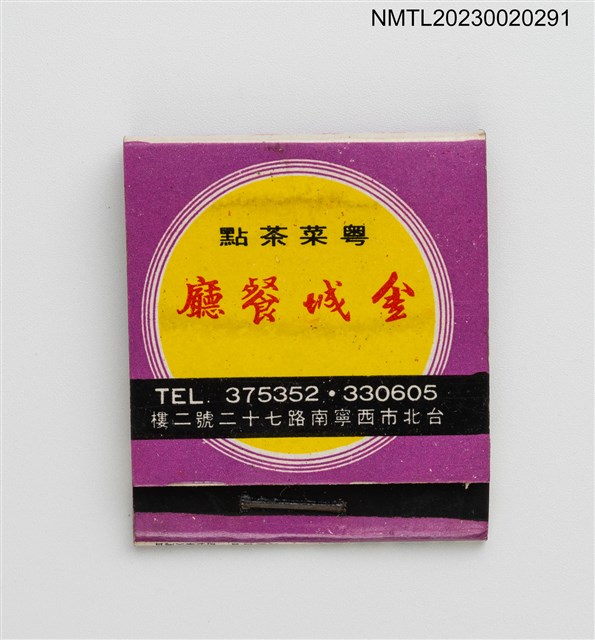 NMTL20230020291
粵菜茶點
金城餐廳
TEL. 375352・330605
台北市西寧南路七十二號二樓